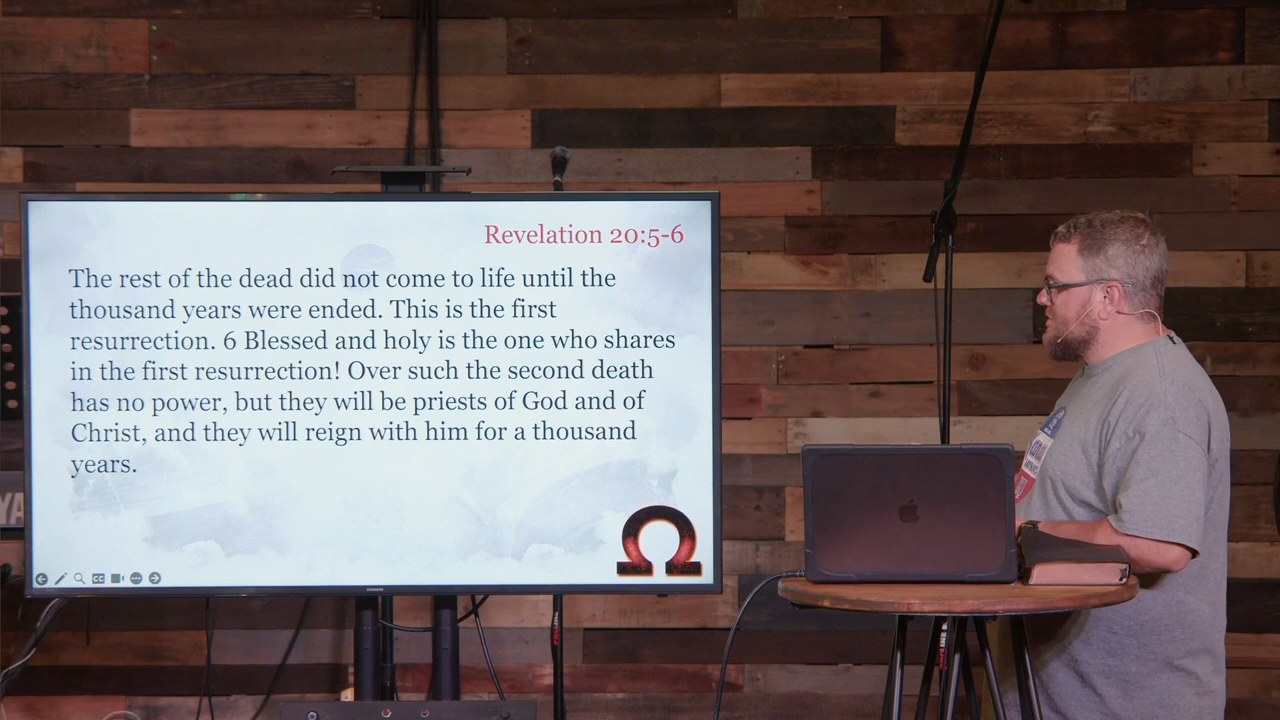 Revelation 20:5-6
The rest of the dead did not come to life until the
thousand years were ended. This is the first
resurrection. 6 Blessed and holy is the one who shares
in the first resurrection! Over such the second death
has no power, but they will be priests of God and of
Christ, and they will reign with him for a thousand
years.
Ω
CC
SAMSUNG
YA